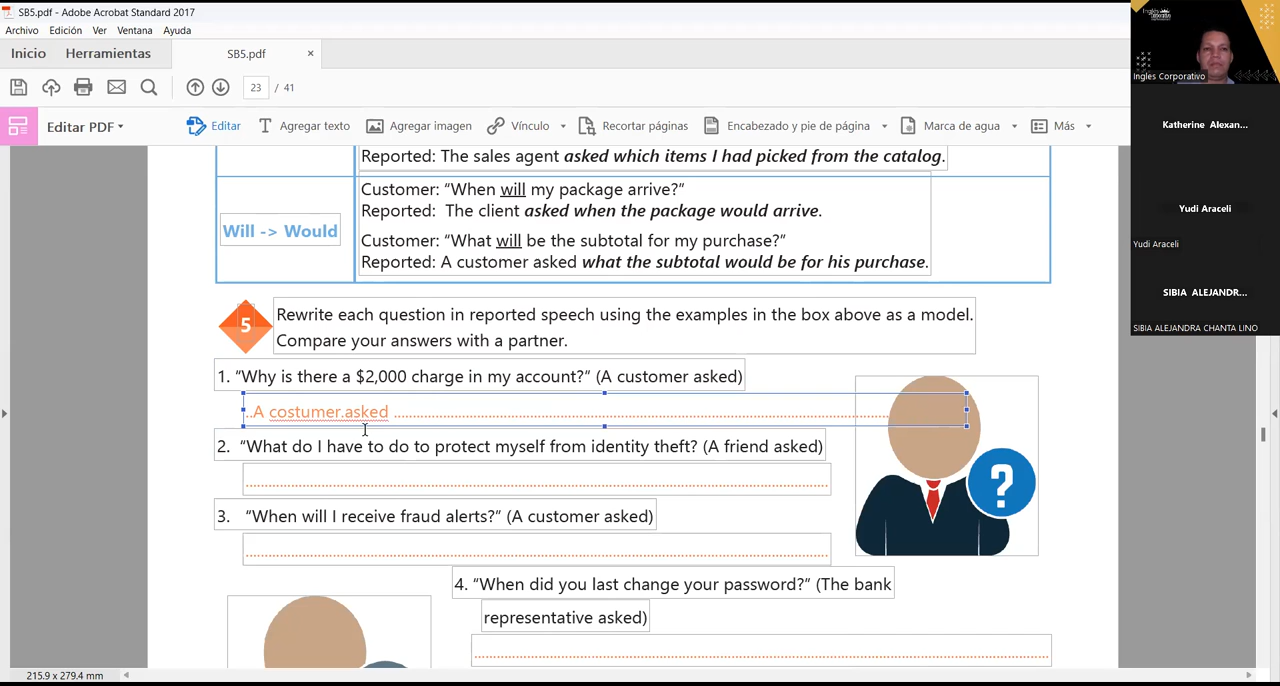 SB5.pdf - Adobe Acrobat Standard 2017
Archivo Edición Ver Ventana Ayuda
Inicio Herramientas SB5.pdf ×
23 / 41
Editar PDF Editar Agregar texto Agregar imagen Vínculo Recortar páginas Encabezado y pie de página Marca de agua Más
Reported: The sales agent asked which items I had picked from the catalog.
Will -> Would
Customer: “When will my package arrive?”
Reported: The client asked when the package would arrive.
Customer: “What will be the subtotal for my purchase?”
Reported: A customer asked what the subtotal would be for his purchase.
5
Rewrite each question in reported speech using the examples in the box above as a model.
Compare your answers with a partner.
1. “Why is there a $2,000 charge in my account?” (A customer asked)
..A costumer.asked ..........................................................................................
2. “What do I have to do to protect myself from identity theft? (A friend asked)
..........................................................................................
3. “When will I receive fraud alerts?” (A customer asked)
..........................................................................................
?
4. “When did you last change your password?” (The bank
representative asked)
..........................................................................................
215.9 x 279.4 mm
Inglés Corporativo
Ingles Corporativo
Katherine Alexan...
Yudi Araceli
Yudi Araceli
SIBIA ALEJANDR...
SIBIA ALEJANDRA CHANTA LINO